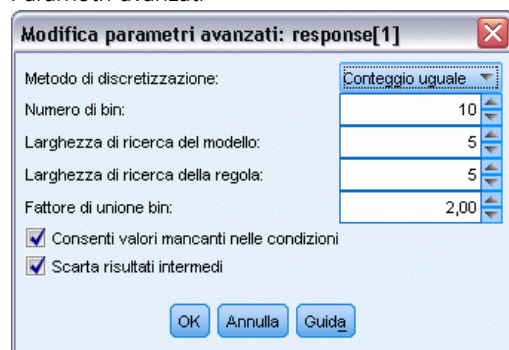 Parametri avanzati
Modifica parametri avanzati: response[1]
Metodo di discretizzazione: Conteggio uguale
Numero di bin: 10
Larghezza di ricerca del modello: 5
Larghezza di ricerca della regola: 5
Fattore di unione bin: 2,00
Consenti valori mancanti nelle condizioni
Scarta risultati intermedi
OK Annulla Guida